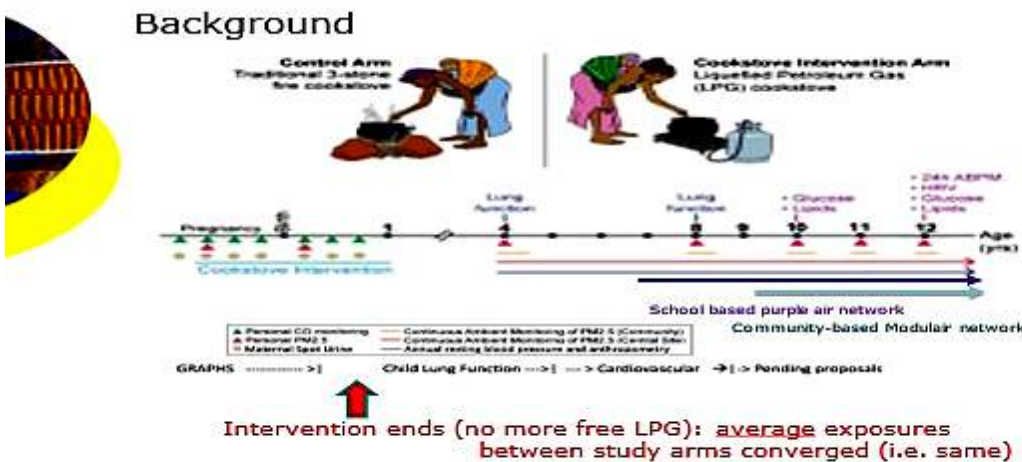 Background
Control Arm
Traditional 3-stone
fire cookstove
Cookstove Intervention Arm
Liquefied Petroleum Gas
(LPG) cookstove
Lung
function
Lung
function
• Glucose
• Lipids
• 24h ABPM
• HRV
• Glucose
• Lipids
Pregnancy
8
9
10
11
12
Age
(yrs)
Cookstove Intervention
School based purple air network
Community-based Modulair network
Personal CO monitoring
Personal PM2.5
Maternal Spot Urine
Continuous Ambient Monitoring of PM2.5 (Community)
Continuous Ambient Monitoring of PM2.5 (Central Site)
Annual resting blood pressure and anthropometry
GRAPHS ----------- >| Child Lung Function --->| --- > Cardiovascular →|-> Pending proposals
Intervention ends (no more free LPG): average exposures
between study arms converged (i.e. same)